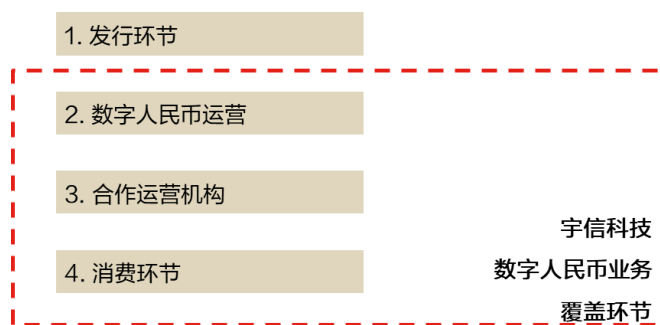 1. 发行环节
2. 数字人民币运营
3. 合作运营机构
4. 消费环节
宇信科技
数字人民币业务
覆盖环节